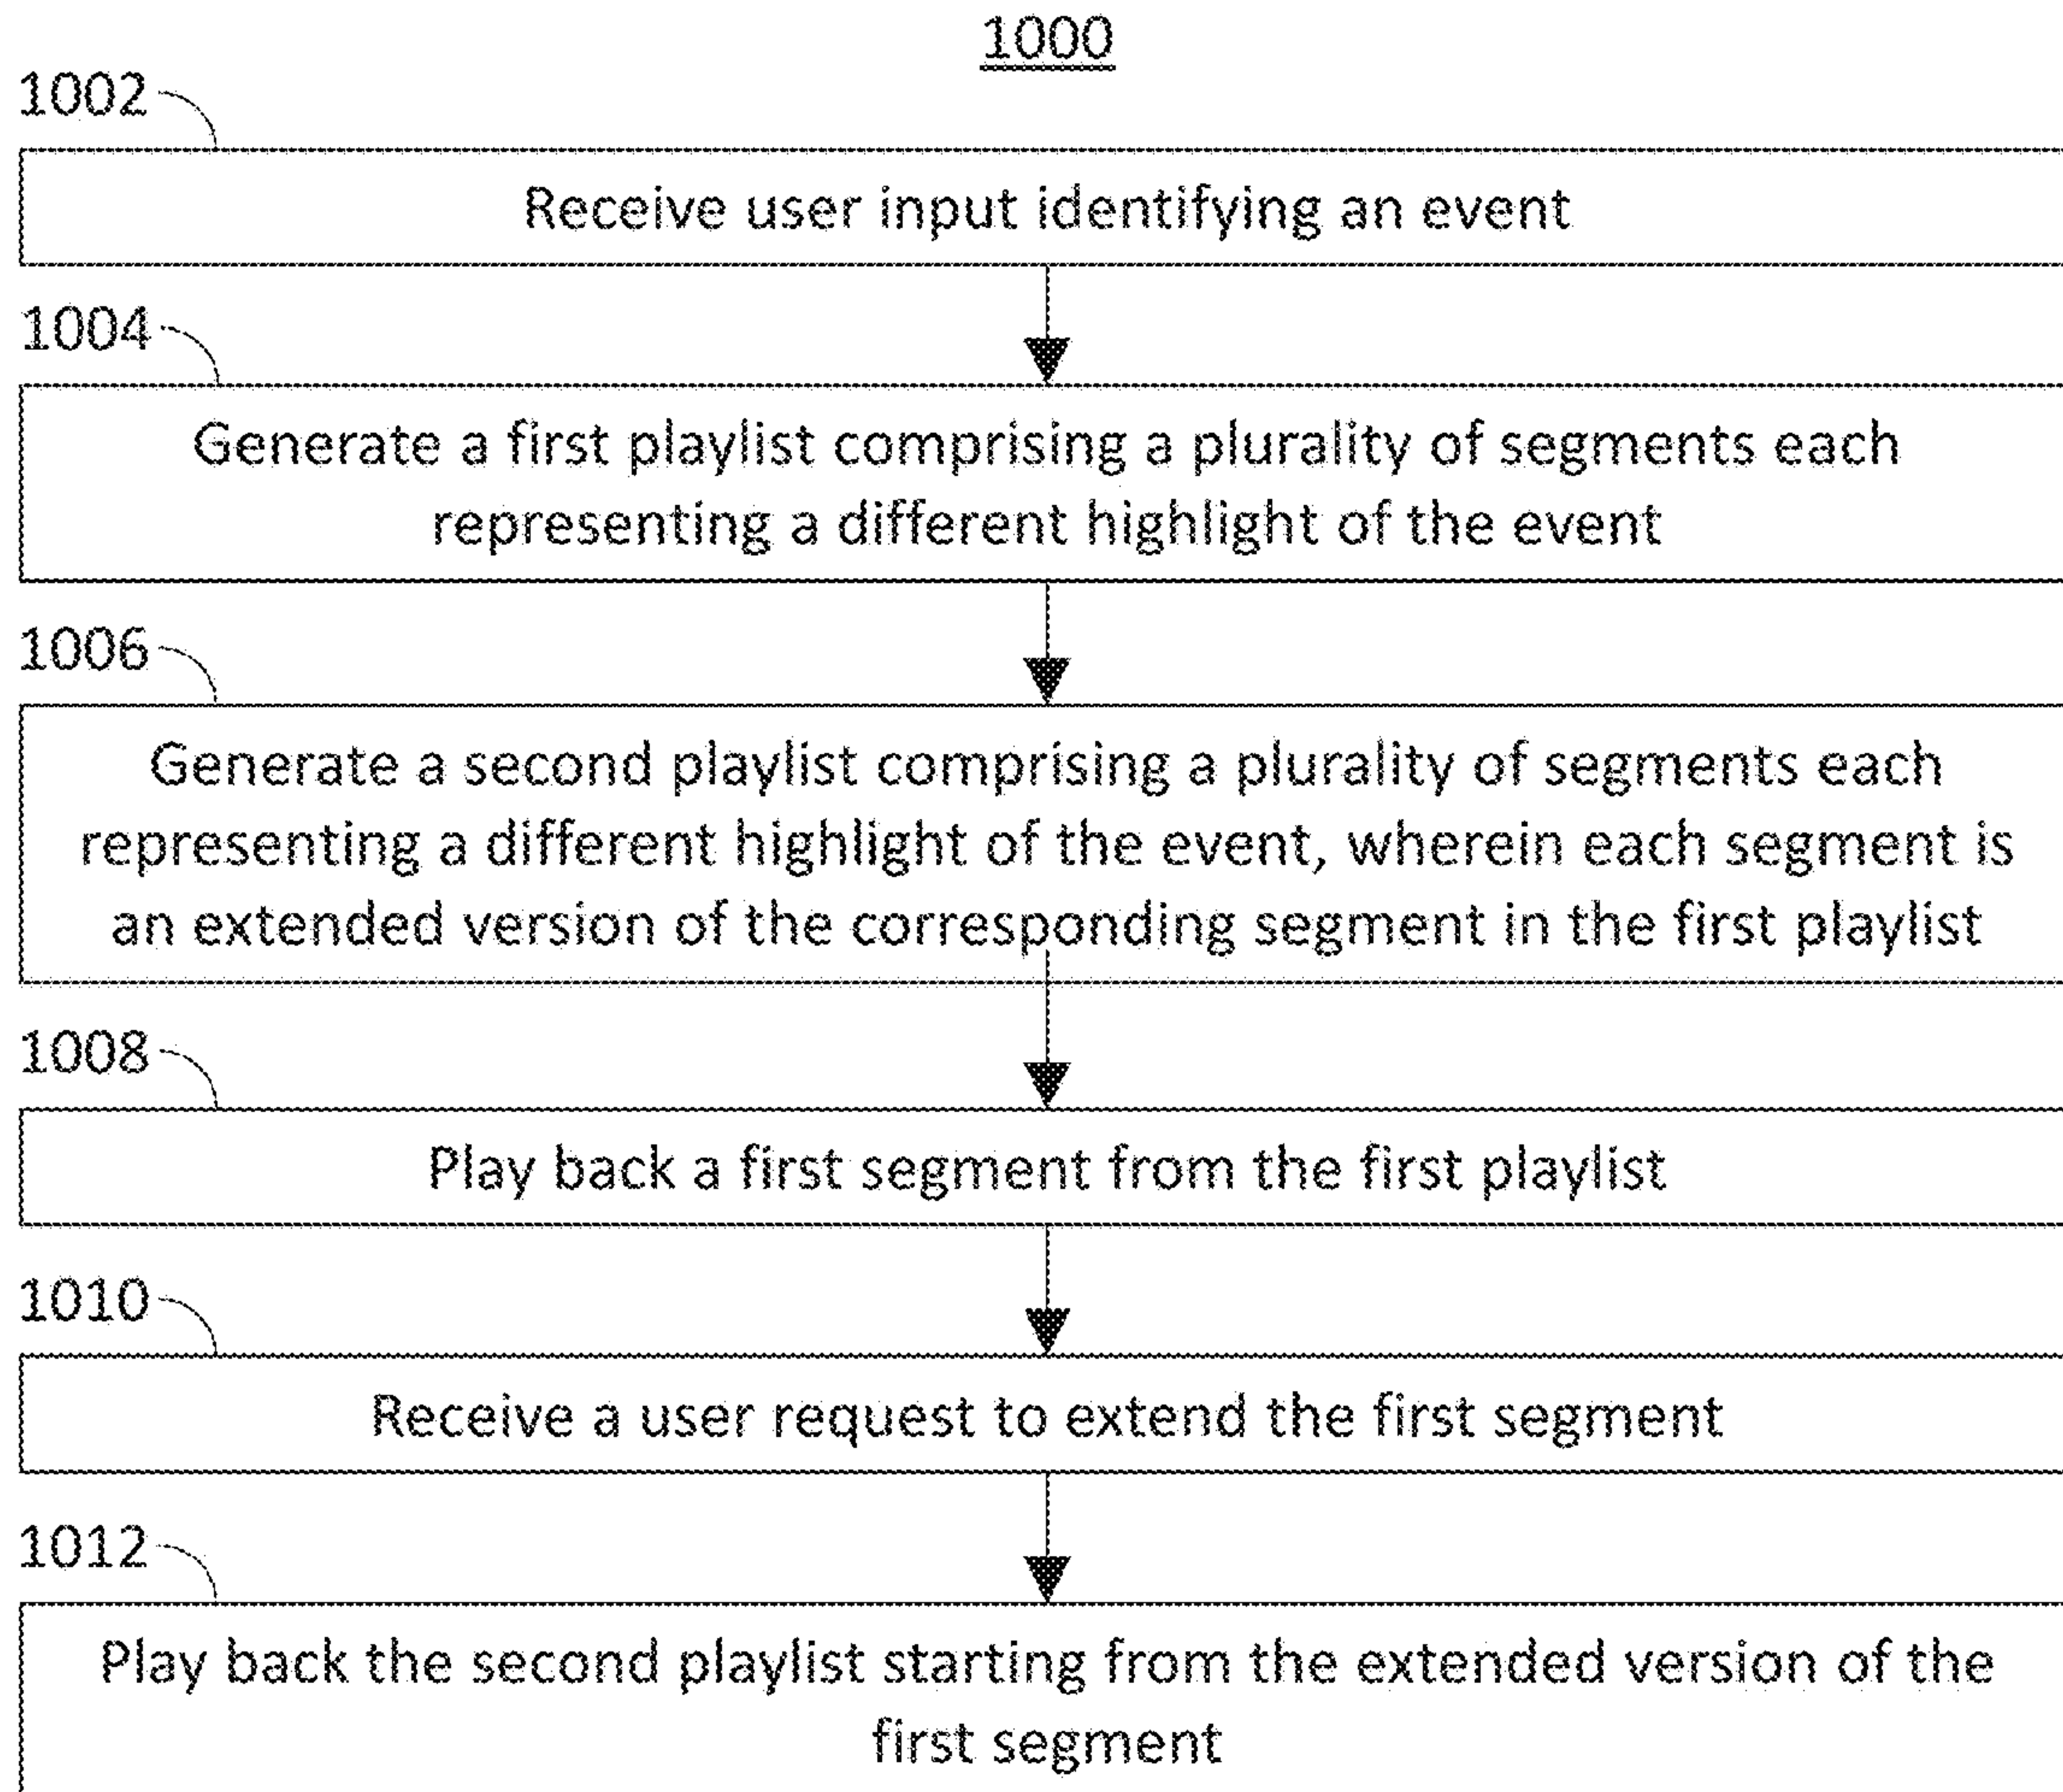 1000
1002
Receive user input identifying an event
1004
Generate a first playlist comprising a plurality of segments each
representing a different highlight of the event
1006
Generate a second playlist comprising a plurality of segments each
representing a different highlight of the event, wherein each segment is
an extended version of the corresponding segment in the first playlist
1008
Play back a first segment from the first playlist
1010
Receive a user request to extend the first segment
1012
Play back the second playlist starting from the extended version of the
first segment